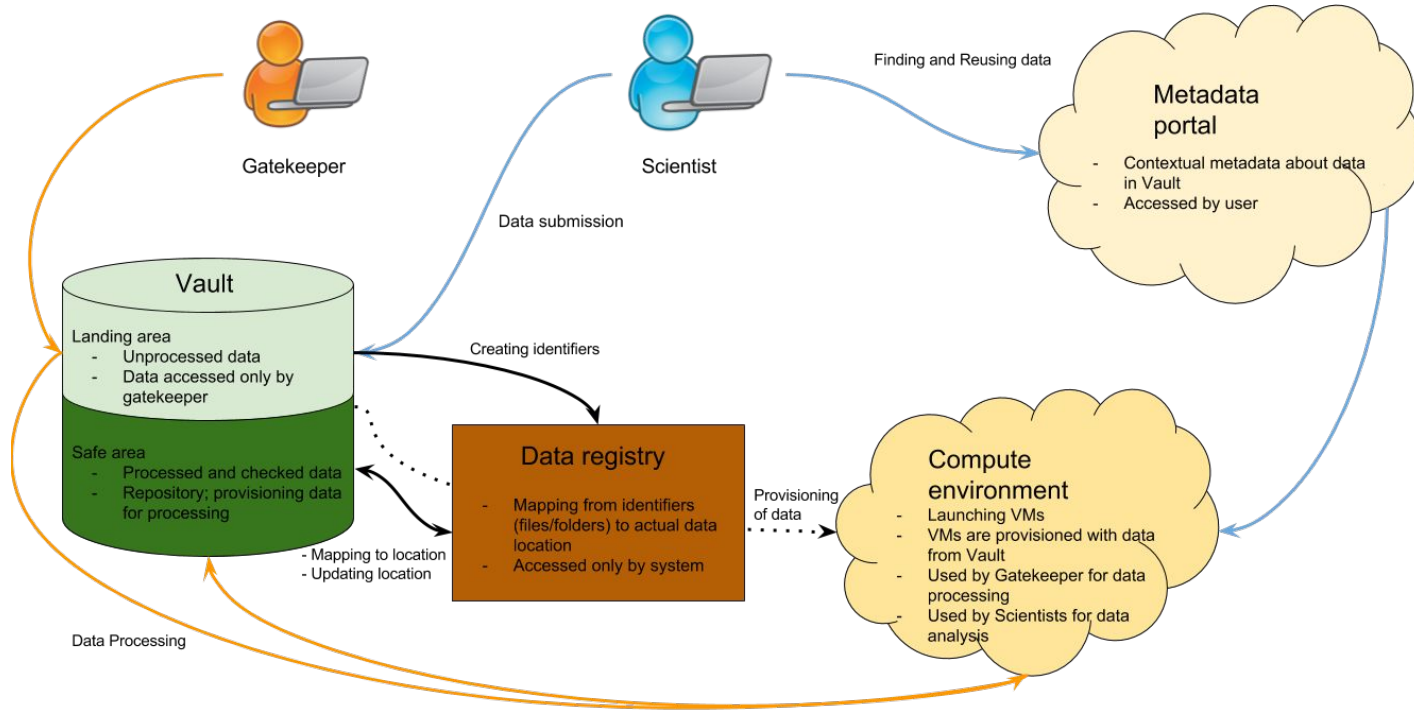 Gatekeeper
Scientist
Finding and Reusing data
Metadata
portal
- Contextual metadata about data
in Vault
- Accessed by user
Data submission
Vault
Landing area
- Unprocessed data
- Data accessed only by
gatekeeper
Safe area
- Processed and checked data
- Repository; provisioning data
for processing
Creating identifiers
- Mapping to location
- Updating location
Data registry
- Mapping from identifiers
(files/folders) to actual data
location
- Accessed only by system
Provisioning
of data
Compute
environment
- Launching VMs
- VMs are provisioned with data
from Vault
- Used by Gatekeeper for data
processing
- Used by Scientists for data
analysis
Data Processing